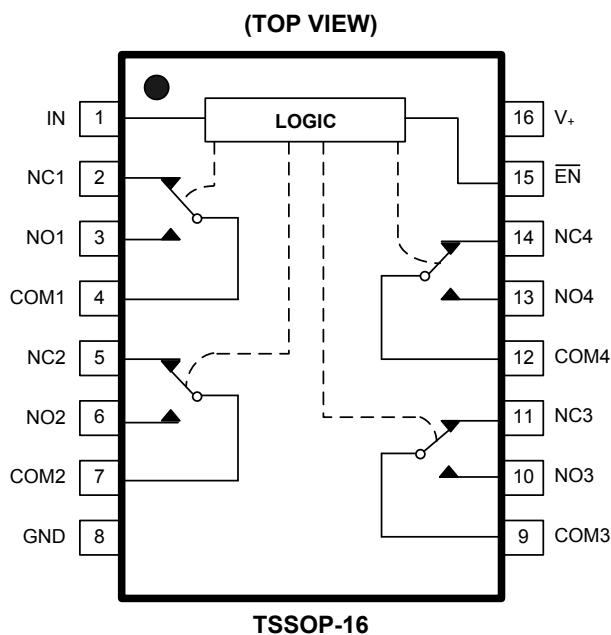 (TOP VIEW)
IN 1 LOGIC 16 V+
NC1 2 15 E̅N̅
NO1 3 14 NC4
COM1 4 13 NO4
NC2 5 12 COM4
NO2 6 11 NC3
COM2 7 10 NO3
GND 8 9 COM3
TSSOP-16